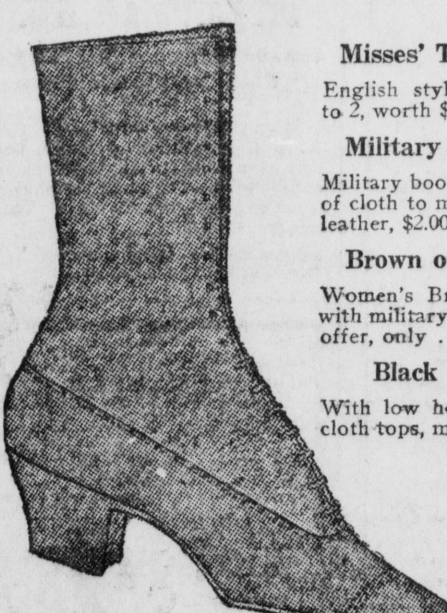 Misses' T
English styl
to 2, worth $
Military
Military boo
of cloth to m
leather, $2.00
Brown o
Women's Br
with military
offer, only .
Black
With low he
cloth tops, m